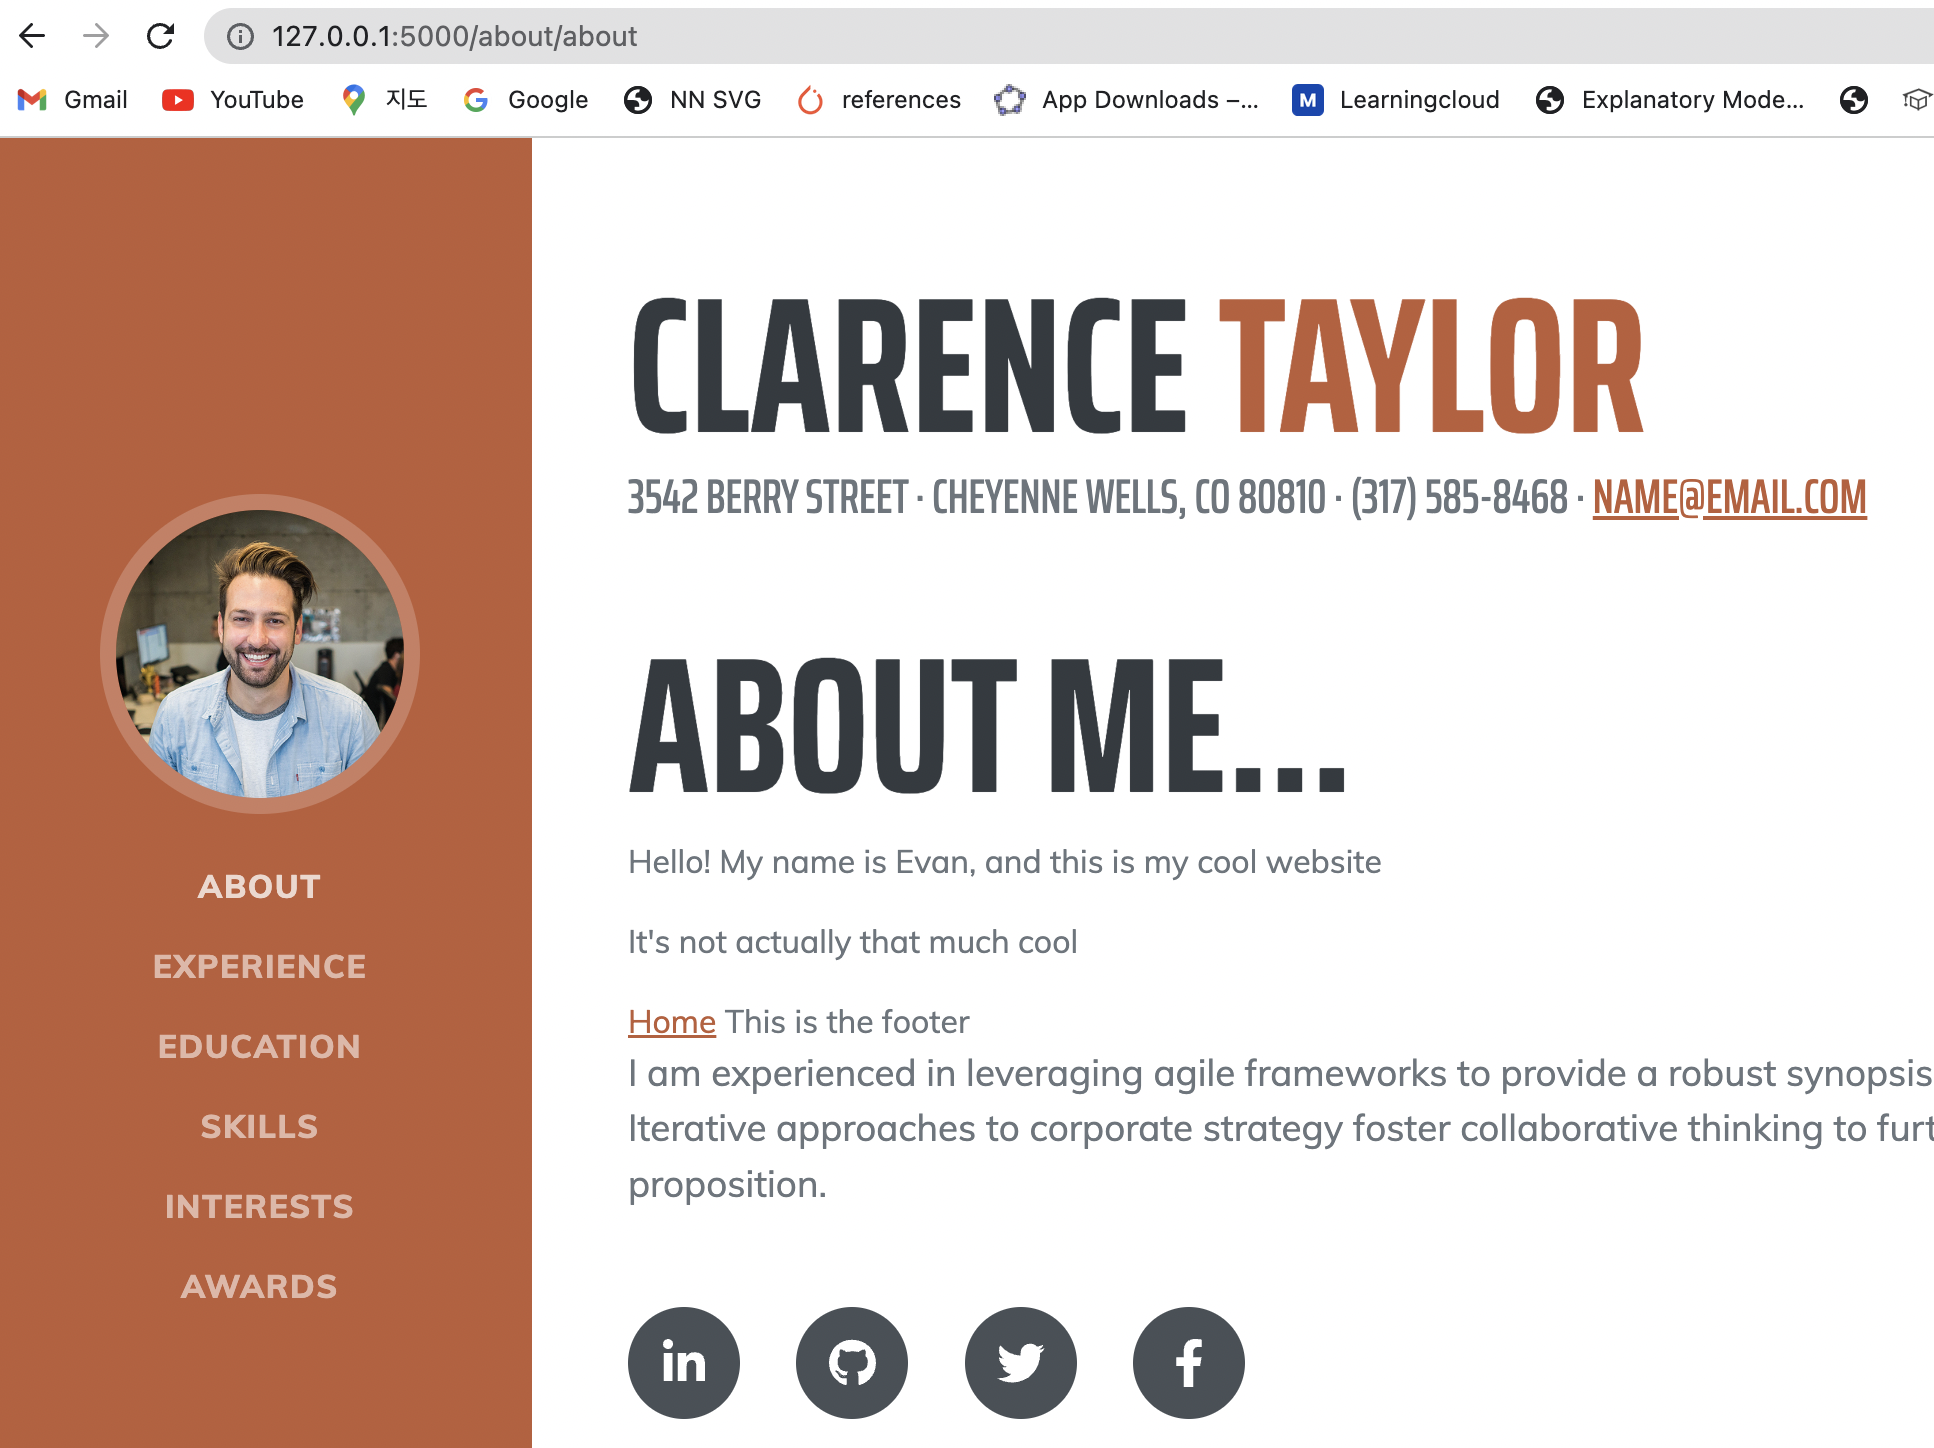 127.0.0.1:5000/about/about
Gmail YouTube 지도 Google NN SVG references App Downloads –... Learningcloud Explanatory Mode...
CLARENCE TAYLOR
3542 BERRY STREET · CHEYENNE WELLS, CO 80810 · (317) 585-8468 · NAME@EMAIL.COM
ABOUT ME...
Hello! My name is Evan, and this is my cool website
It's not actually that much cool
Home This is the footer
I am experienced in leveraging agile frameworks to provide a robust synopsis
Iterative approaches to corporate strategy foster collaborative thinking to furt
proposition.
ABOUT
EXPERIENCE
EDUCATION
SKILLS
INTERESTS
AWARDS